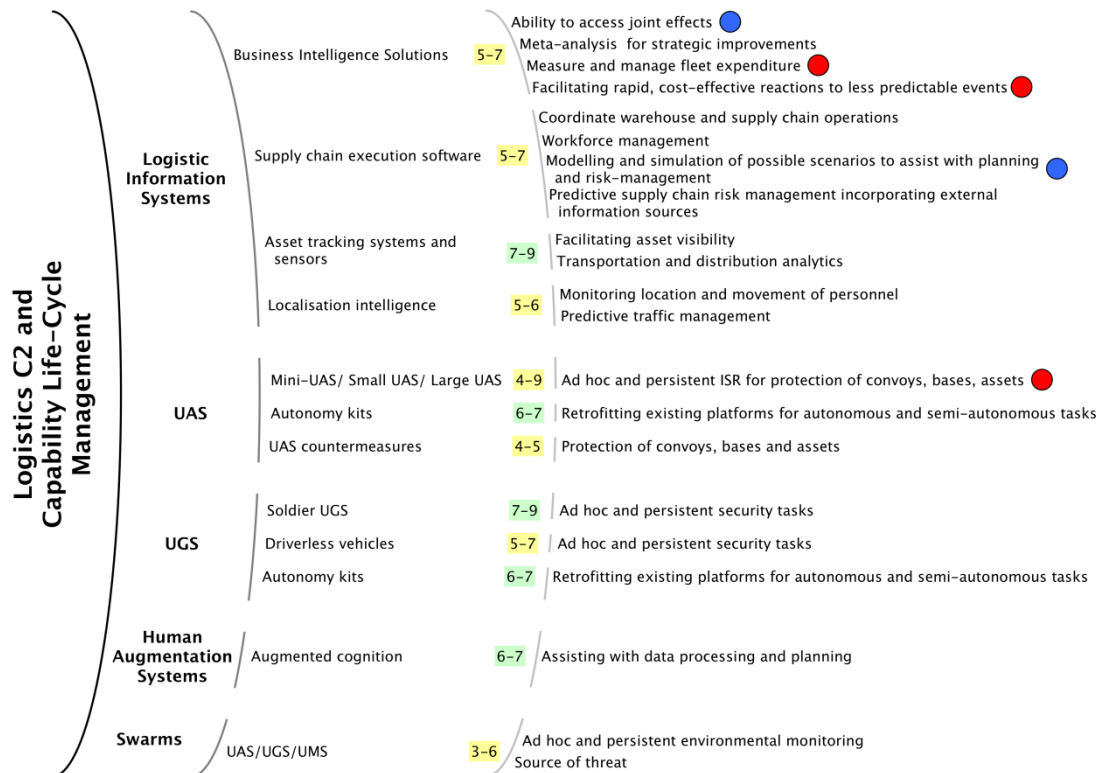 Logistics C2 and
Capability Life-Cycle
Management
Logistic
Information
Systems
Business Intelligence Solutions 5-7
Ability to access joint effects
Meta-analysis for strategic improvements
Measure and manage fleet expenditure
Facilitating rapid, cost-effective reactions to less predictable events
Supply chain execution software 5-7
Coordinate warehouse and supply chain operations
Workforce management
Modelling and simulation of possible scenarios to assist with planning
and risk-management
Predictive supply chain risk management incorporating external
information sources
Asset tracking systems and
sensors
7-9
Facilitating asset visibility
Transportation and distribution analytics
Localisation intelligence 5-6
Monitoring location and movement of personnel
Predictive traffic management
UAS
Mini-UAS/ Small UAS/ Large UAS 4-9 Ad hoc and persistent ISR for protection of convoys, bases, assets
Autonomy kits 6-7 Retrofitting existing platforms for autonomous and semi-autonomous tasks
UAS countermeasures 4-5 Protection of convoys, bases and assets
UGS
Soldier UGS 7-9 Ad hoc and persistent security tasks
Driverless vehicles 5-7 Ad hoc and persistent security tasks
Autonomy kits 6-7 Retrofitting existing platforms for autonomous and semi-autonomous tasks
Human
Augmentation
Systems
Augmented cognition 6-7 Assisting with data processing and planning
Swarms
UAS/UGS/UMS 3-6
Ad hoc and persistent environmental monitoring
Source of threat